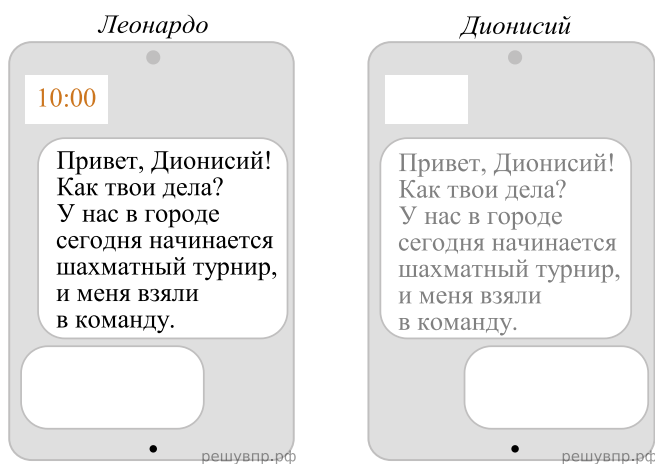 Леонардо
10:00
Привет, Дионисий!
Как твои дела?
У нас в городе
сегодня начинается
шахматный турнир,
и меня взяли
в команду.
решувпр.рф
Дионисий
Привет, Дионисий!
Как твои дела?
У нас в городе
сегодня начинается
шахматный турнир,
и меня взяли
в команду.
решувпр.рф